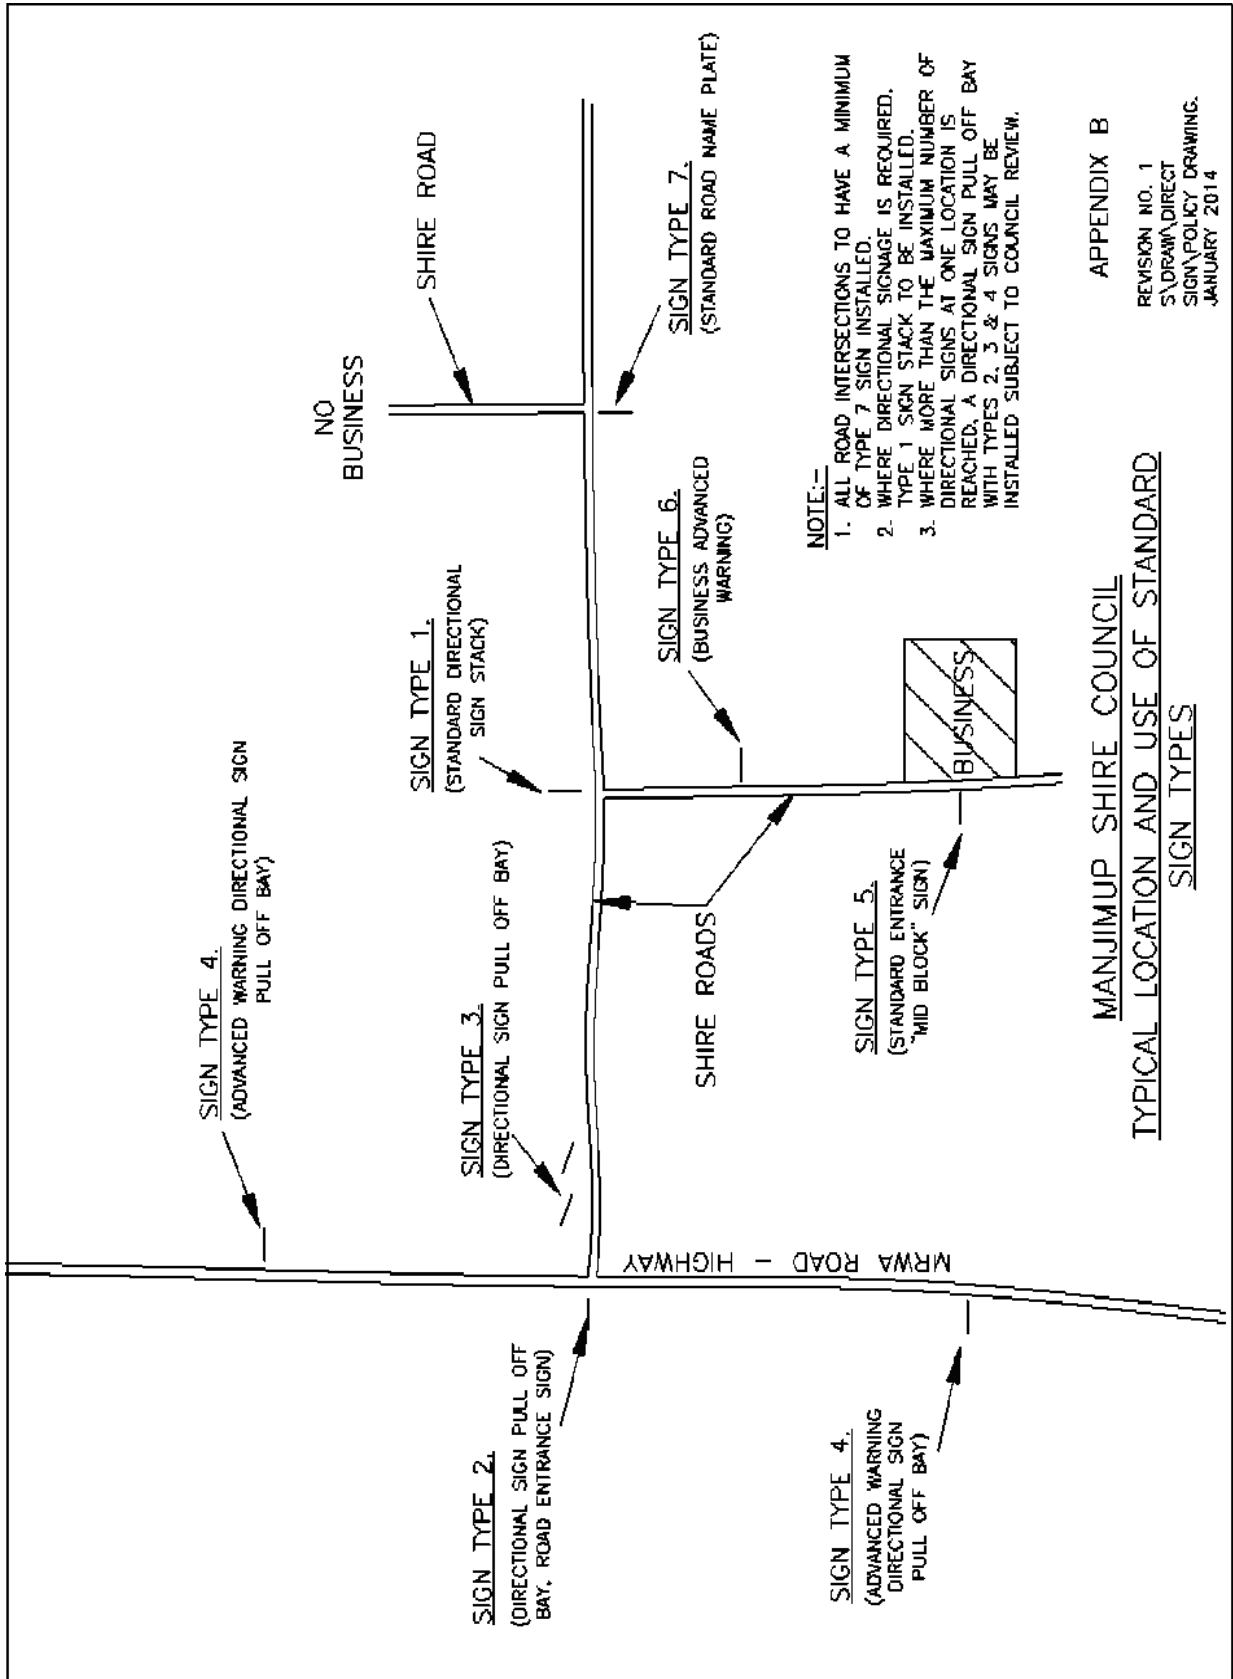 SIGN TYPE 4.
(ADVANCED WARNING DIRECTIONAL SIGN
PULL OFF BAY)
SIGN TYPE 2.
(DIRECTIONAL SIGN PULL OFF
BAY, ROAD ENTRANCE SIGN)
SIGN TYPE 3.
(DIRECTIONAL SIGN PULL OFF BAY)
SIGN TYPE 1.
(STANDARD DIRECTIONAL
SIGN STACK)
NO
BUSINESS
SHIRE ROAD
SIGN TYPE 4.
(ADVANCED WARNING
DIRECTIONAL SIGN
PULL OFF BAY)
MRWA ROAD - HIGHWAY
SHIRE ROADS
SIGN TYPE 5.
(STANDARD ENTRANCE
"MID BLOCK" SIGN)
SIGN TYPE 6.
(BUSINESS ADVANCED
WARNING)
BUSINESS
SIGN TYPE 7.
(STANDARD ROAD NAME PLATE)
NOTE:-
1. ALL ROAD INTERSECTIONS TO HAVE A MINIMUM
OF TYPE 7 SIGN INSTALLED.
2- WHERE DIRECTIONAL SIGNAGE IS REQUIRED.
TYPE 1 SIGN STACK TO BE INSTALLED.
3- WHERE MORE THAN THE MAXIMUM NUMBER OF
DIRECTIONAL SIGNS AT ONE LOCATION IS
REACHED, A DIRECTIONAL SIGN PULL OFF BAY
WITH TYPES 2, 3 & 4 SIGNS MAY BE
INSTALLED SUBJECT TO COUNCIL REVIEW.
MANJIMUP SHIRE COUNCIL
TYPICAL LOCATION AND USE OF STANDARD
SIGN TYPES
APPENDIX B
REVISION NO. 1
S\DRAW\DIRECT
SIGN\POLICY DRAWING.
JANUARY 2014